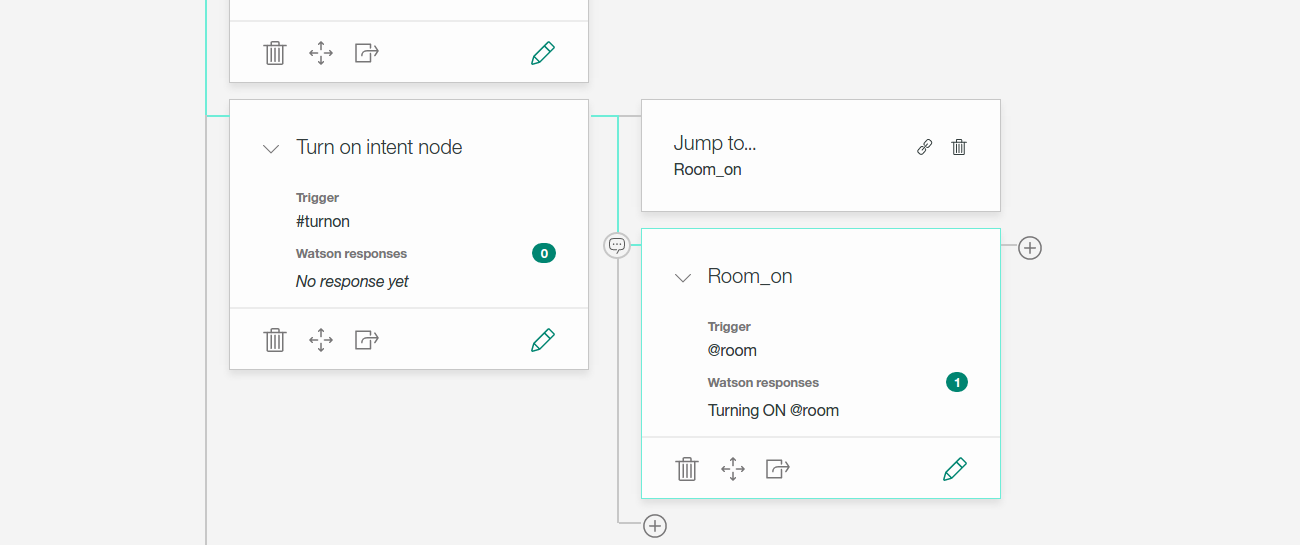 Turn on intent node
Trigger
#turnon
Watson responses
0
No response yet
Jump to...
Room_on
Room_on
Trigger
@room
Watson responses
1
Turning ON @room